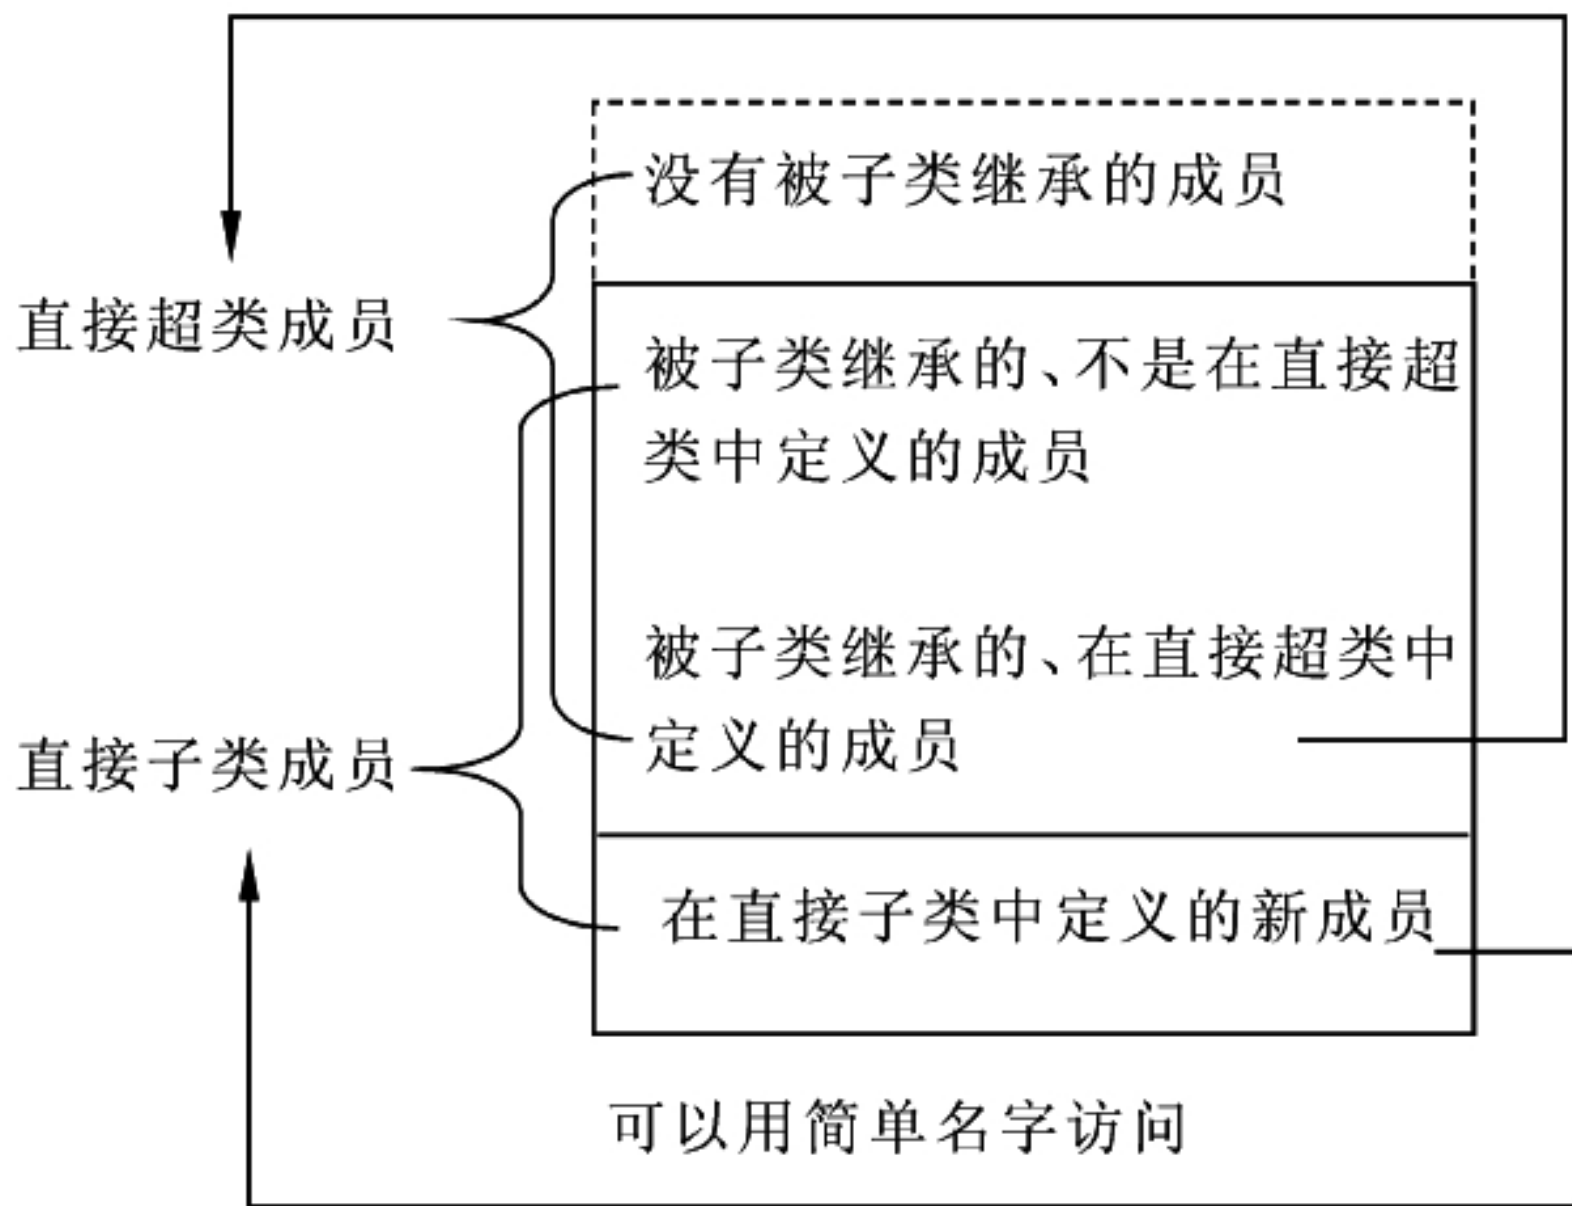 没有被子类继承的成员
直接超类成员
被子类继承的、不是在直接超
类中定义的成员
被子类继承的、在直接超类中
定义的成员
直接子类成员
在直接子类中定义的新成员
可以用简单名字访问